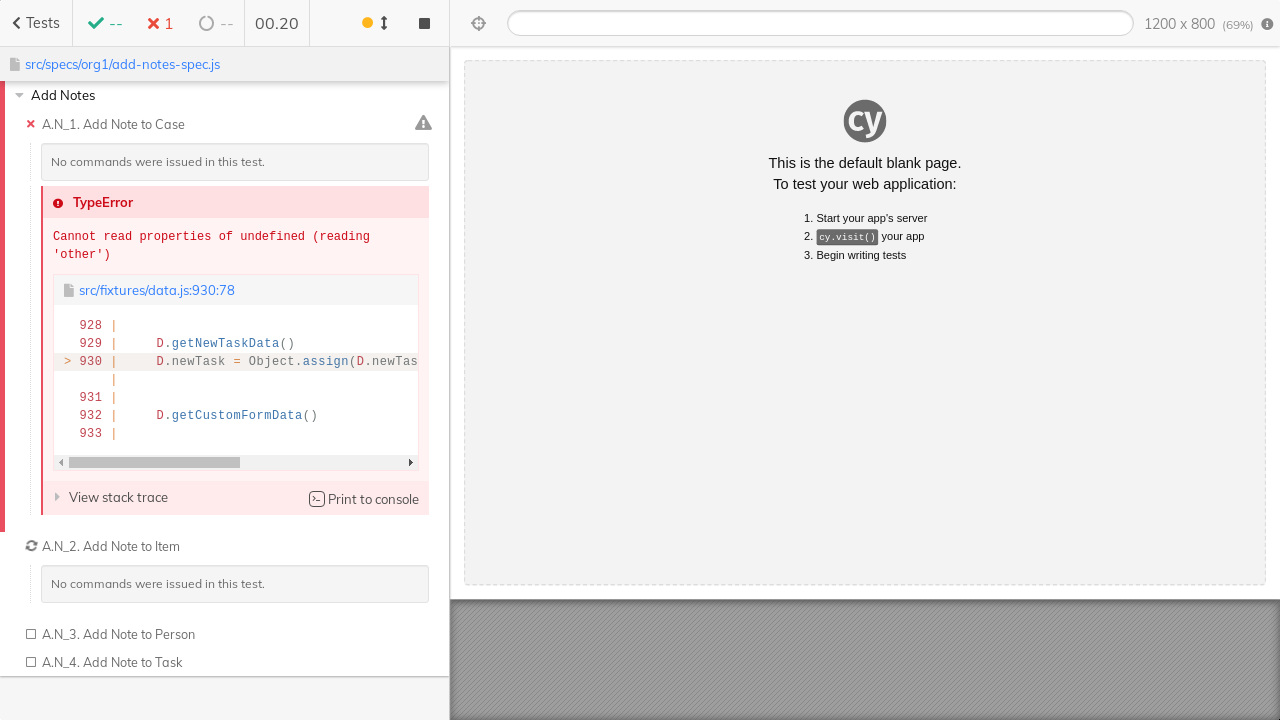 Tests
--
1
--
00.20
1200 x 800 (69%)
src/specs/org1/add-notes-spec.js
Add Notes
A.N_1. Add Note to Case
No commands were issued in this test.
TypeError
Cannot read properties of undefined (reading
'other')
src/fixtures/data.js:930:78
928 |
929 |     D.getNewTaskData()
> 930 |     D.newTask = Object.assign(D.newTas
|
931 |
932 |     D.getCustomFormData()
933 |
View stack trace
Print to console
A.N_2. Add Note to Item
No commands were issued in this test.
A.N_3. Add Note to Person
A.N_4. Add Note to Task
cy
This is the default blank page.
To test your web application:
1. Start your app's server
2. cy.visit() your app
3. Begin writing tests